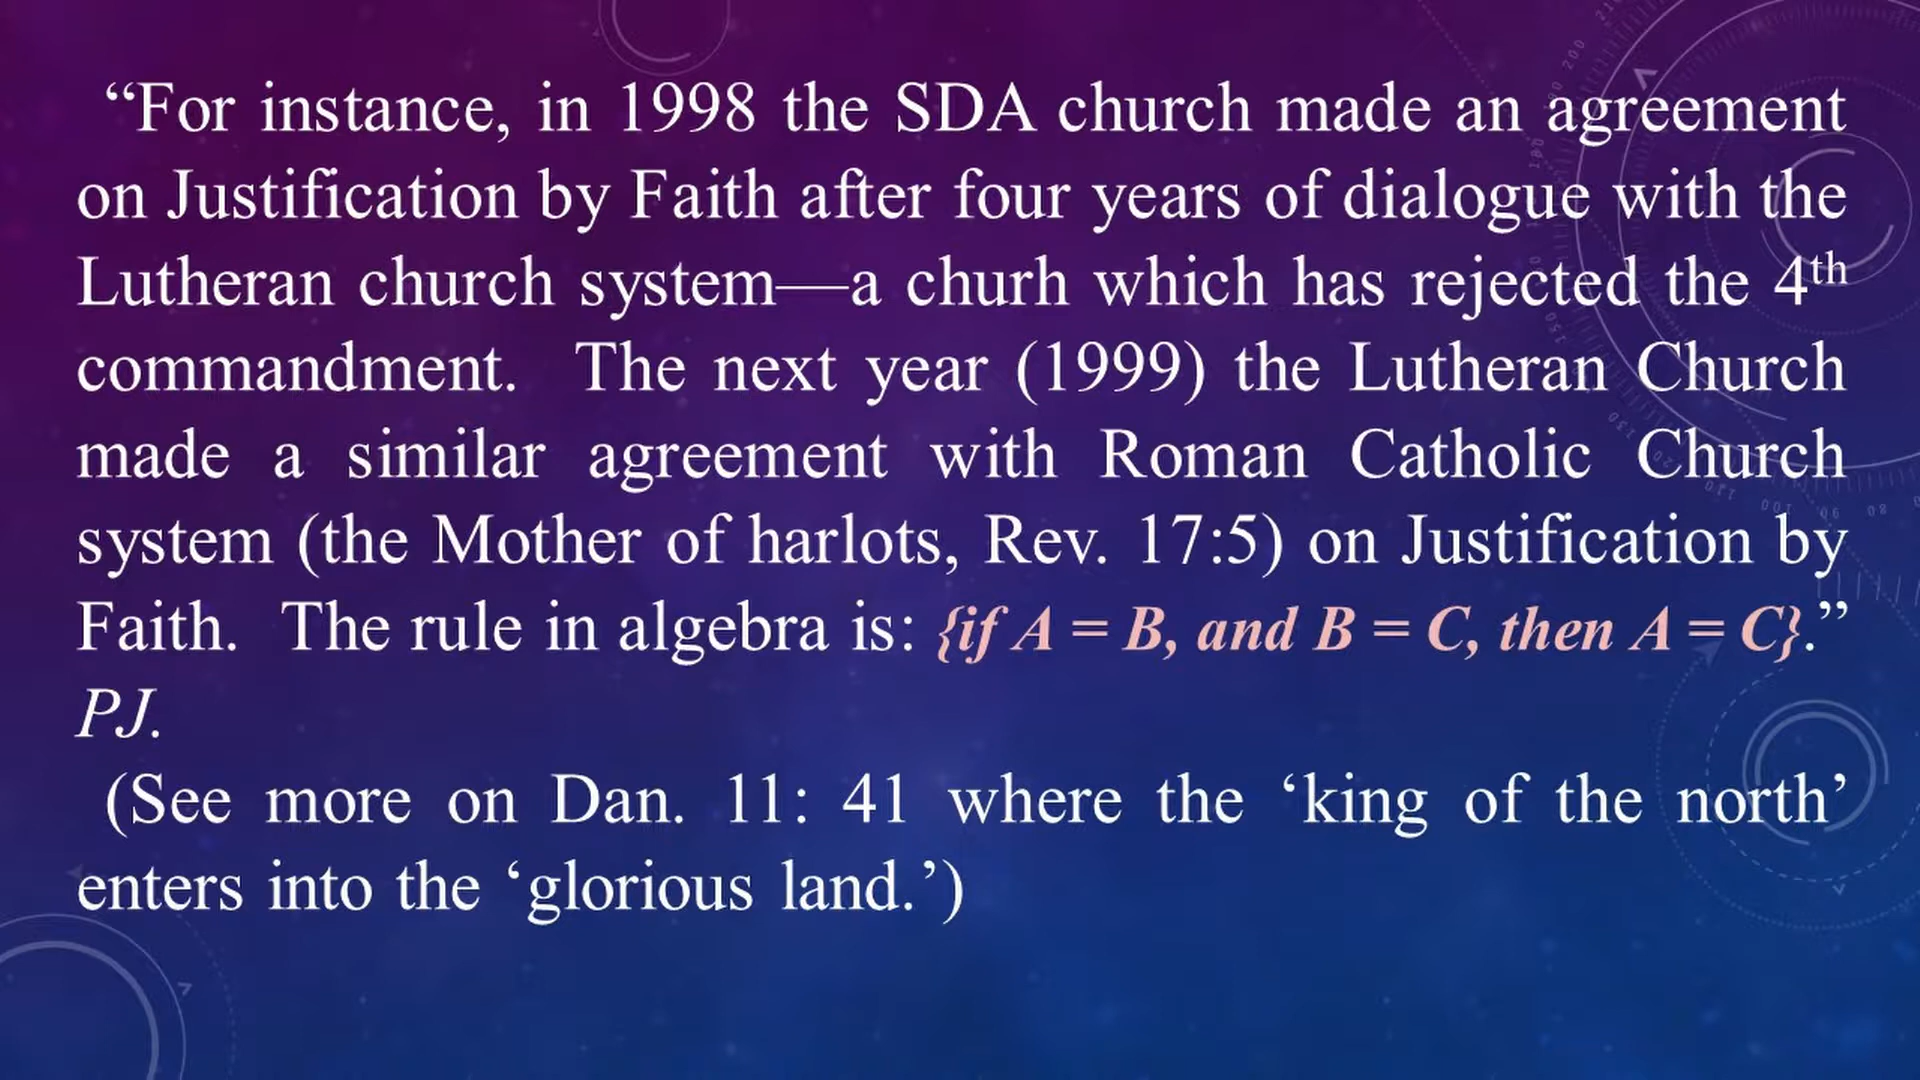 “For instance, in 1998 the SDA church made an agreement
on Justification by Faith after four years of dialogue with the
Lutheran church system—a churh which has rejected the 4th
commandment. The next year (1999) the Lutheran Church
made a similar agreement with Roman Catholic Church
system (the Mother of harlots, Rev. 17:5) on Justification by
Faith. The rule in algebra is: {if A = B, and B = C, then A = C}.”
PJ.
(See more on Dan. 11: 41 where the ‘king of the north’
enters into the ‘glorious land.’)